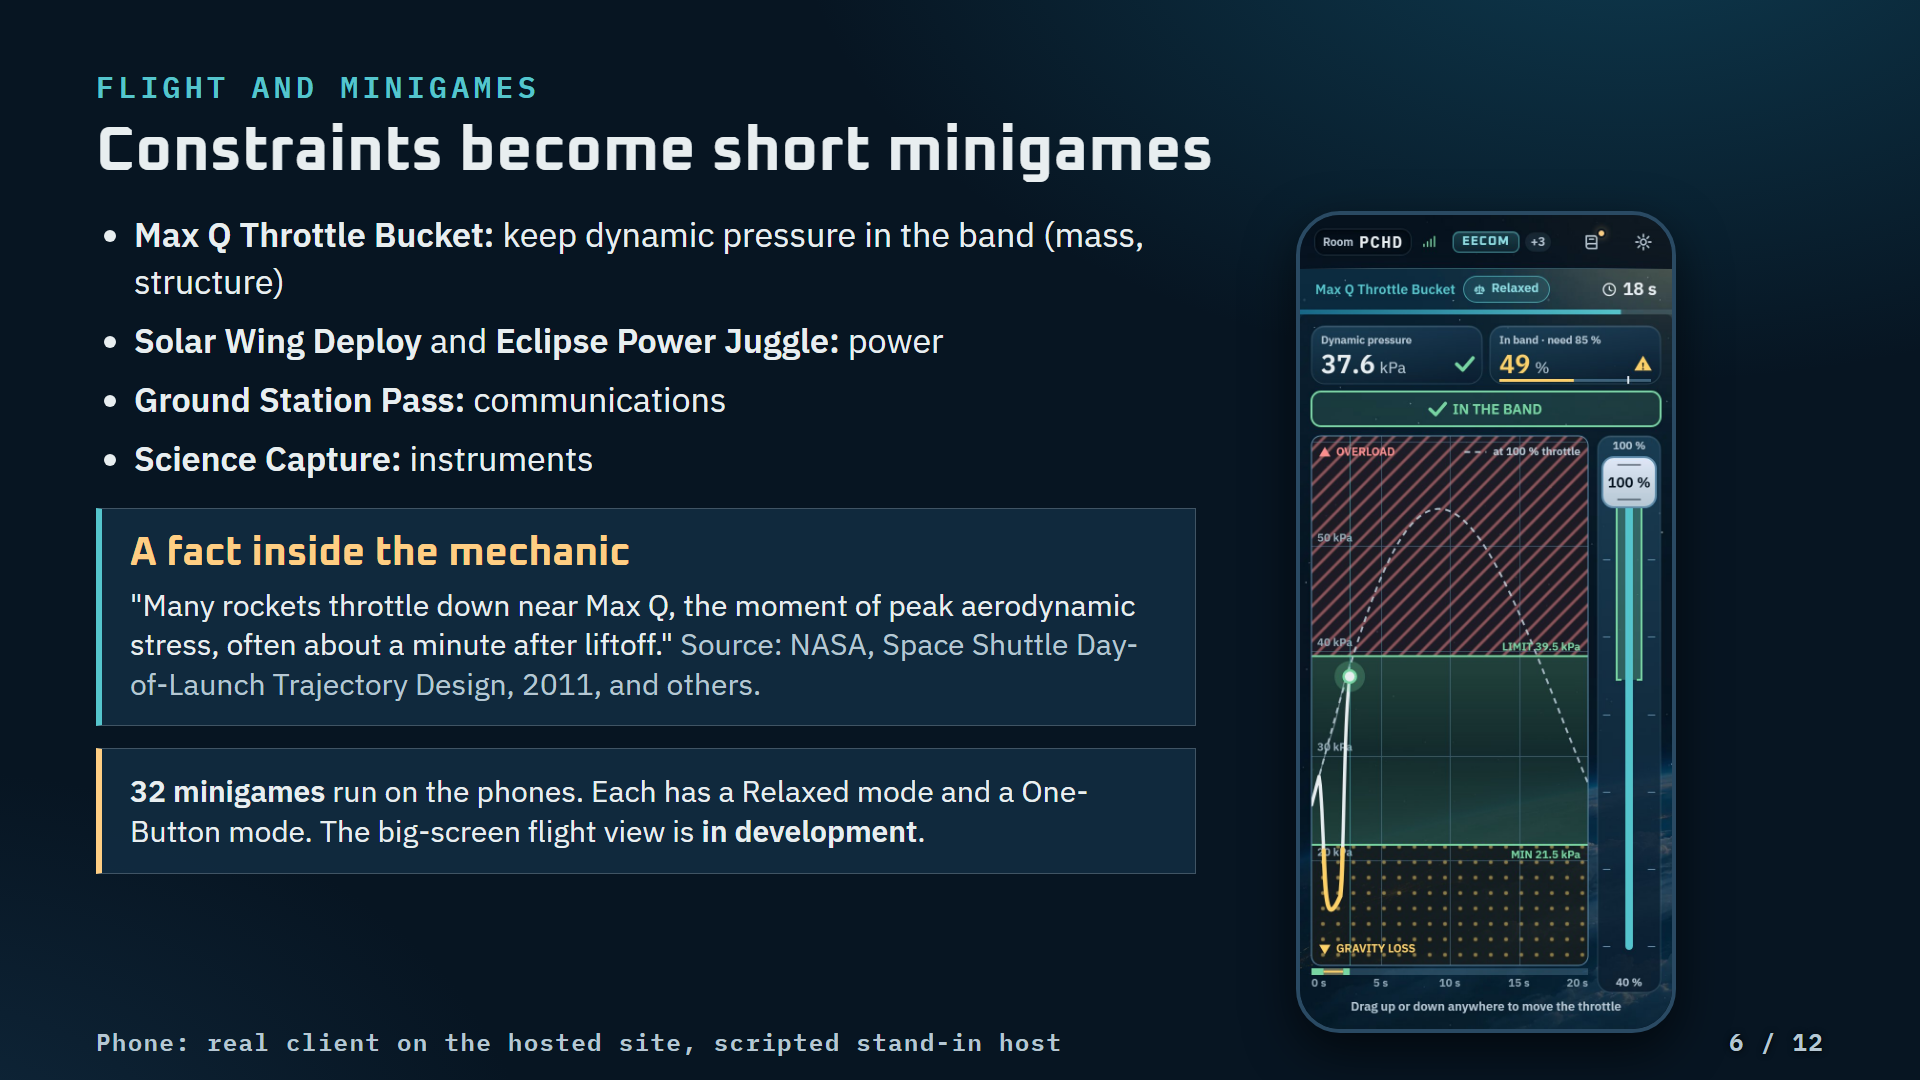 FLIGHT AND MINIGAMES
Constraints become short minigames
• Max Q Throttle Bucket: keep dynamic pressure in the band (mass,
structure)
• Solar Wing Deploy and Eclipse Power Juggle: power
• Ground Station Pass: communications
• Science Capture: instruments
A fact inside the mechanic
"Many rockets throttle down near Max Q, the moment of peak aerodynamic
stress, often about a minute after liftoff." Source: NASA, Space Shuttle Day-
of-Launch Trajectory Design, 2011, and others.
32 minigames run on the phones. Each has a Relaxed mode and a One-
Button mode. The big-screen flight view is in development.
Room PCHD EECOM +3
Max Q Throttle Bucket Relaxed 18 s
Dynamic pressure
37.6 kPa
In band · need 85 %
49 %
IN THE BAND
OVERLOAD
at 100 % throttle
50 kPa
40 kPa
LIMIT 39.5 kPa
30 kPa
20 kPa
MIN 21.5 kPa
GRAVITY LOSS
0 s 5 s 10 s 15 s 20 s
100 %
100 %
40 %
Drag up or down anywhere to move the throttle
Phone: real client on the hosted site, scripted stand-in host
6 / 12